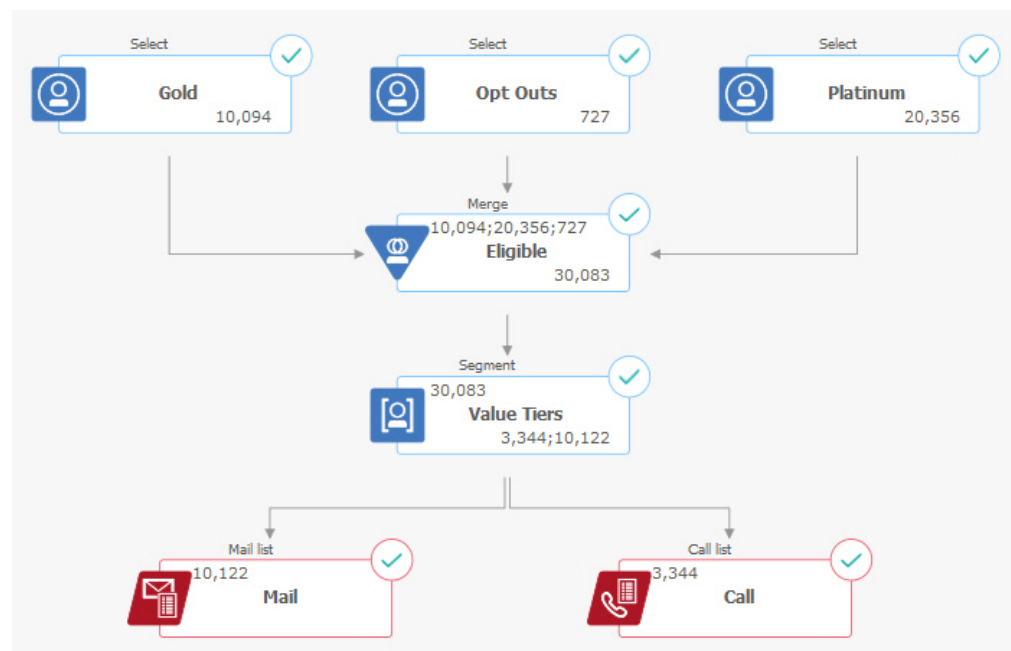 Select
Gold
10,094
Select
Opt Outs
727
Select
Platinum
20,356
Merge
10,094;20,356;727
Eligible
30,083
Segment
30,083
Value Tiers
3,344;10,122
Mail list
10,122
Mail
Call list
3,344
Call